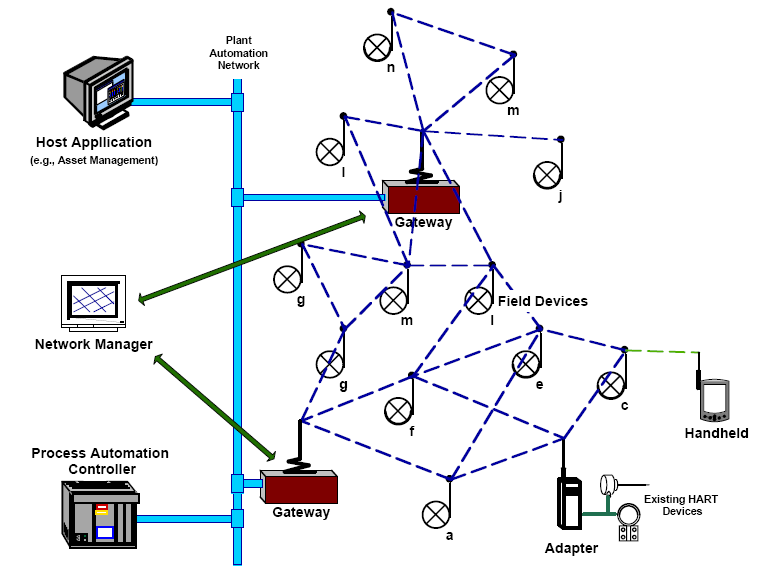 Plant
Automation
Network
n
m
Host Appllication
(e.g., Asset Management)
l
j
Gateway
g
m
l
Field Devices
Network Manager
g
e
c
f
Handheld
Process Automation
Controller
Gateway
a
Existing HART
Devices
Adapter